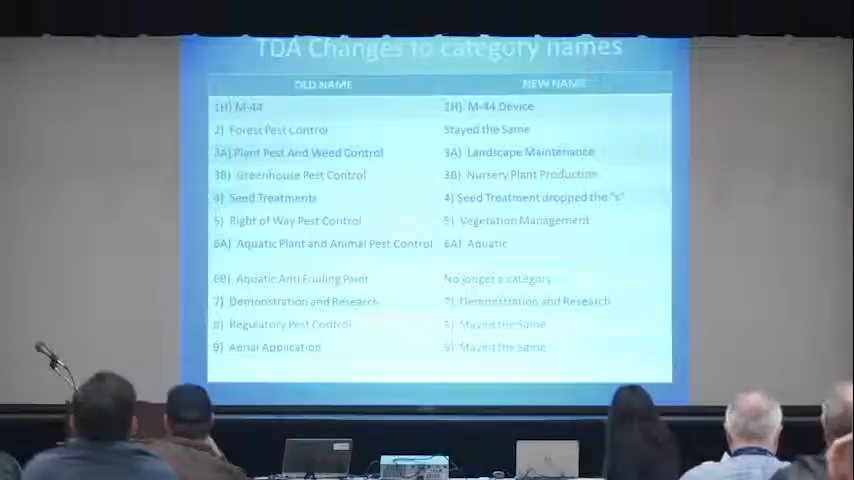 TDA Changes to category names
OLD NAME NEW NAME
1H) M-44 1H) M-44 Device
2) Forest Pest Control Stayed the Same
3A) Plant Pest And Weed Control 3A) Landscape Maintenance
3B) Greenhouse Pest Control 3B) Nursery Plant Production
4) Seed Treatments 4) Seed Treatment dropped the "s"
5) Right of Way Pest Control 5) Vegetation Management
6A) Aquatic Plant and Animal Pest Control 6A) Aquatic
6B) Aquatic Anti Fouling Paint No longer a category
7) Demonstration and Research 7) Demonstration and Research
8) Regulatory Pest Control 8) Stayed the Same
9) Aerial Application 9) Stayed the Same